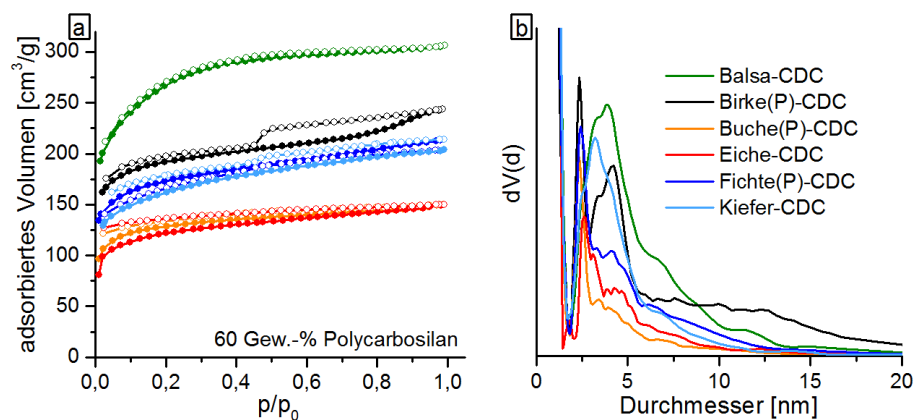 a
adsorbiertes Volumen [cm³/g]
300
250
200
150
100
50
0
0,0 0,2 0,4 0,6 0,8 1,0
p/p₀
60 Gew.-% Polycarbosilan
b
dV(d)
Balsa-CDC
Birke(P)-CDC
Buche(P)-CDC
Eiche-CDC
Fichte(P)-CDC
Kiefer-CDC
0 5 10 15 20
Durchmesser [nm]